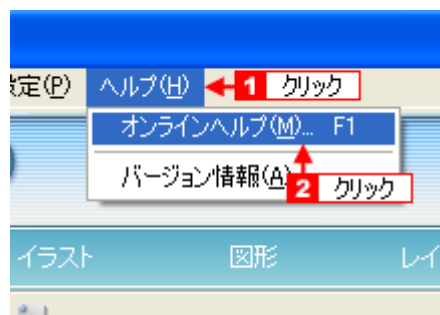 定(P) ヘルプ(H) 1 クリック
オンラインヘルプ(M)... F1
バージョン情報(A) 2 クリック
イラスト 図形 レイ